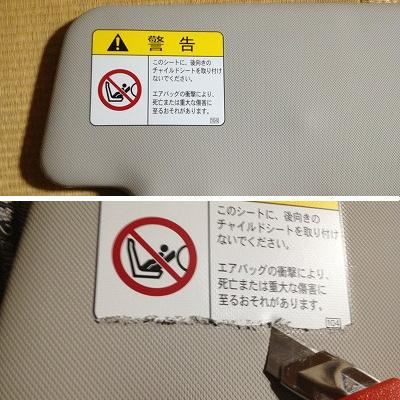 警告
このシートに、後向きの
チャイルドシートを取り付け
ないでください。
エアバッグの衝撃により、
死亡または重大な傷害に
至るおそれがあります。
104
このシートに、後向きの
チャイルドシートを取り付け
ないでください。
エアバッグの衝撃により、
死亡または重大な傷害に
至るおそれがあります。
104